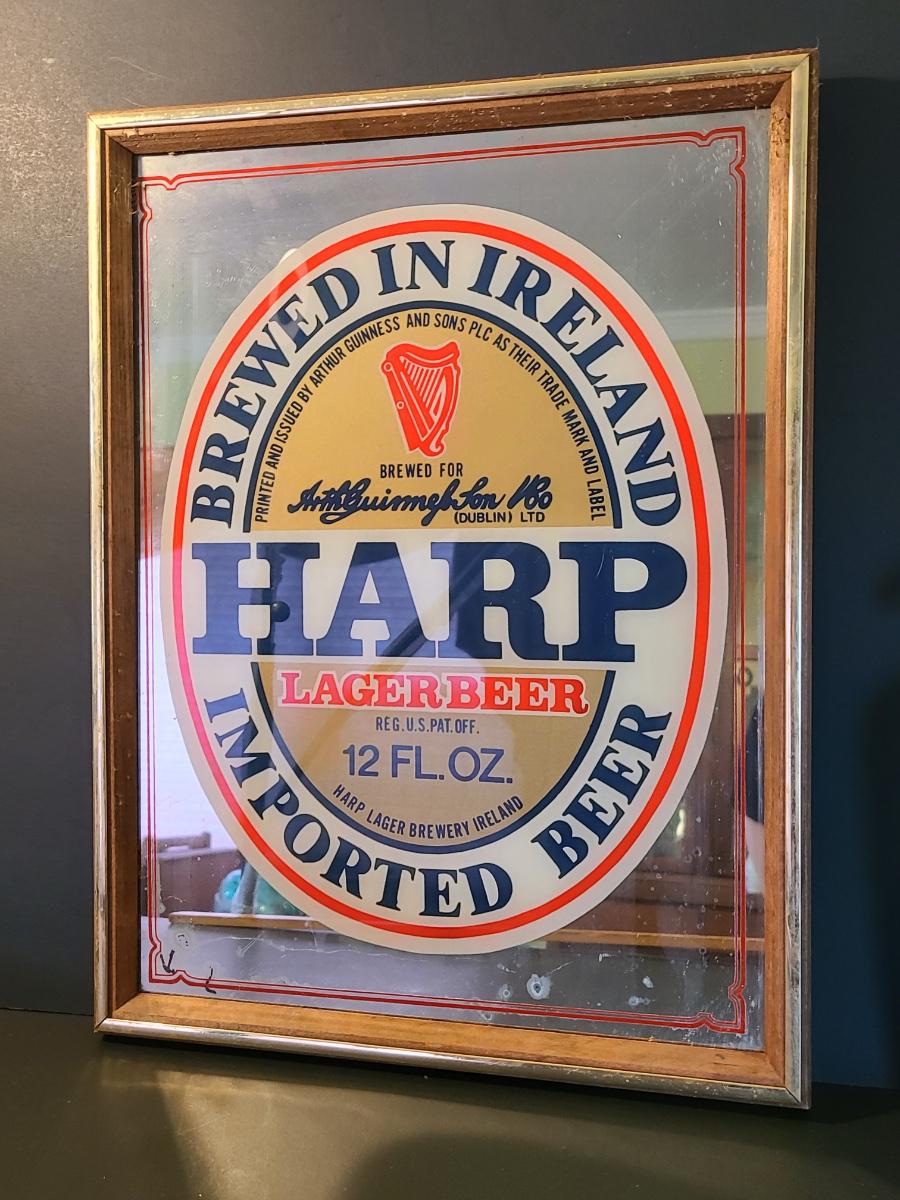 BREWED IN IRELAND
PRINTED AND ISSUED BY ARTHUR GUINNESS AND SONS PLC AS THEIR TRADE MARK AND LABEL
BREWED FOR
Arth Guinness Son & Co
(DUBLIN) LTD
HARP
LAGER BEER
REG.U.S.PAT.OFF.
12 FL.OZ.
HARP LAGER BREWERY IRELAND
IMPORTED BEER